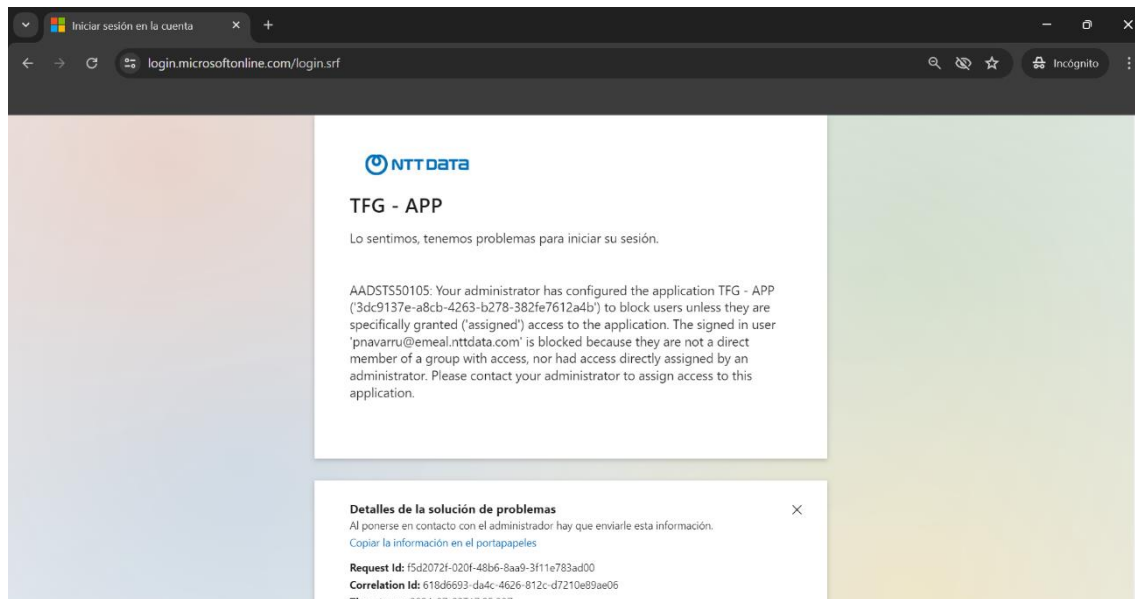 Iniciar sesión en la cuenta
login.microsoftonline.com/login.srf
Incógnito
NTT DATA
TFG - APP
Lo sentimos, tenemos problemas para iniciar su sesión.
AADSTS50105: Your administrator has configured the application TFG - APP
('3dc9137e-a8cb-4263-b278-382fe7612a4b') to block users unless they are
specifically granted ('assigned') access to the application. The signed in user
'pnavarru@emeal.nttdata.com' is blocked because they are not a direct
member of a group with access, nor had access directly assigned by an
administrator. Please contact your administrator to assign access to this
application.
Detalles de la solución de problemas
Al ponerse en contacto con el administrador hay que enviarle esta información.
Copiar la información en el portapapeles
Request Id: f5d2072f-020f-48b6-8aa9-3f11e783ad00
Correlation Id: 618d6693-da4c-4626-812c-d7210e89ae06